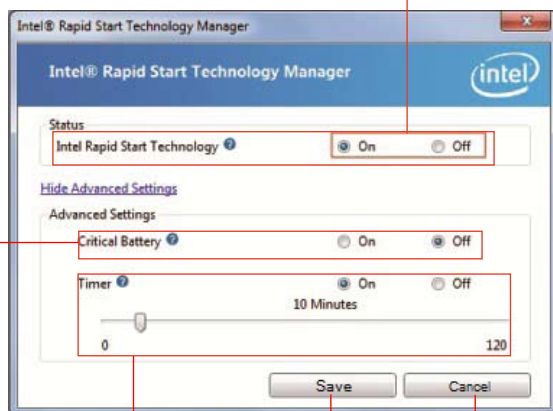 Intel® Rapid Start Technology Manager
Intel® Rapid Start Technology Manager
intel
Status
Intel Rapid Start Technology ? On Off
Hide Advanced Settings
Advanced Settings
Critical Battery ? On Off
Timer ? On Off
10 Minutes
0 120
Save Cancel